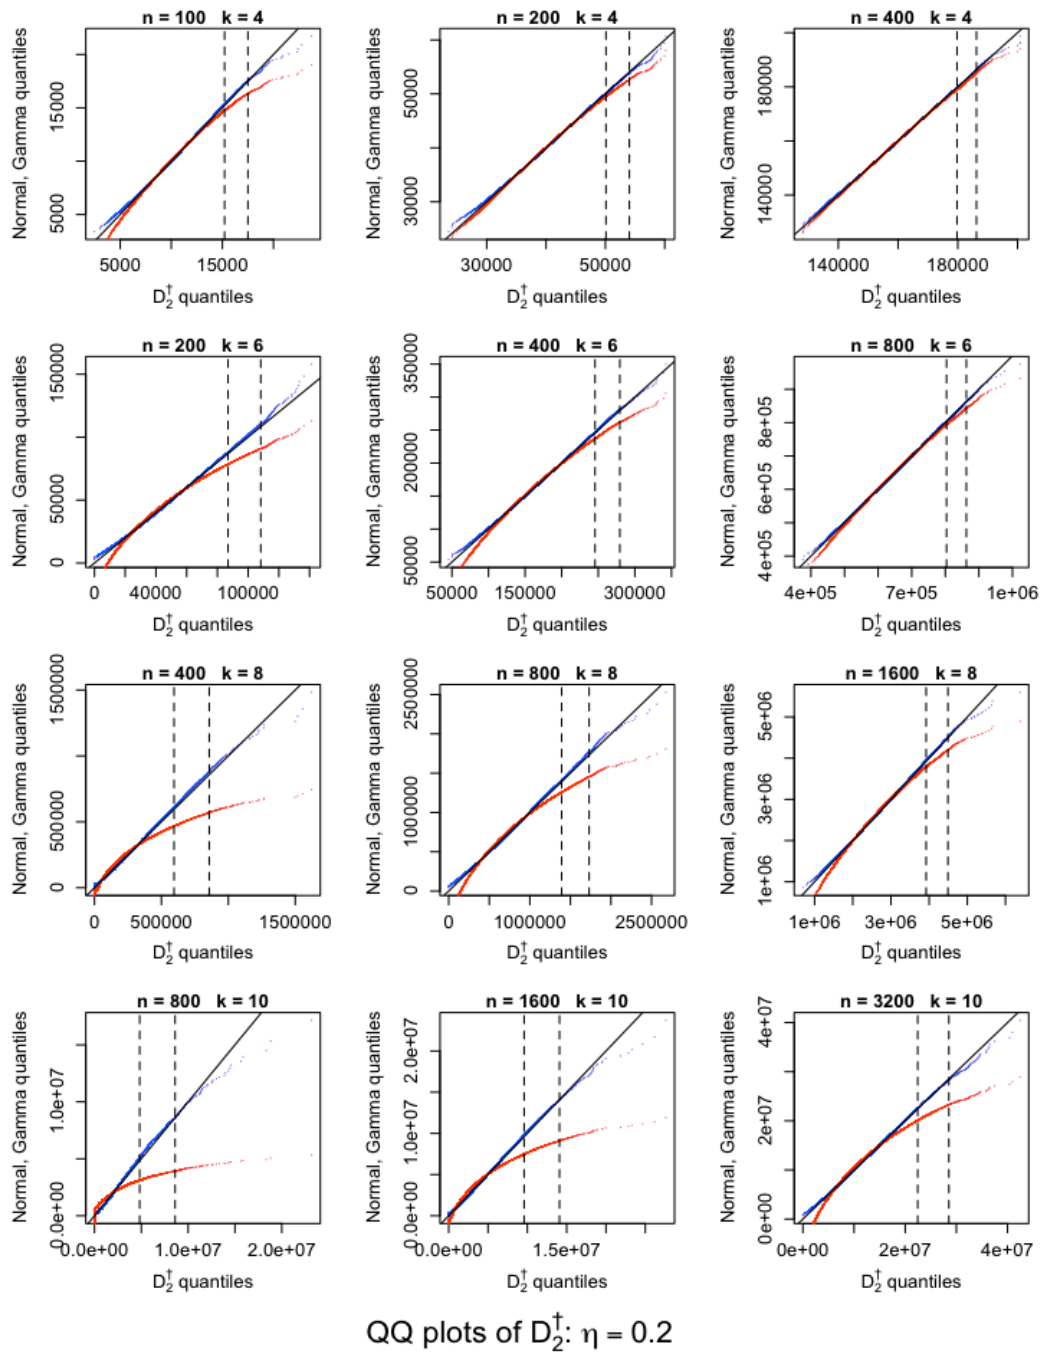 n = 100 k = 4
n = 200 k = 4
n = 400 k = 4
Normal, Gamma quantiles
5000 15000
Normal, Gamma quantiles
30000 50000
Normal, Gamma quantiles
140000 180000
5000 15000
30000 50000
140000 180000
D₂† quantiles
D₂† quantiles
D₂† quantiles
n = 200 k = 6
n = 400 k = 6
n = 800 k = 6
Normal, Gamma quantiles
0 50000 150000
Normal, Gamma quantiles
50000 200000 350000
Normal, Gamma quantiles
4e+05 6e+05 8e+05
0 40000 100000
50000 150000 300000
4e+05 7e+05 1e+06
D₂† quantiles
D₂† quantiles
D₂† quantiles
n = 400 k = 8
n = 800 k = 8
n = 1600 k = 8
Normal, Gamma quantiles
0 500000 1500000
Normal, Gamma quantiles
0 1000000 2500000
Normal, Gamma quantiles
1e+06 3e+06 5e+06
0 500000 1500000
0 1000000 2500000
1e+06 3e+06 5e+06
D₂† quantiles
D₂† quantiles
D₂† quantiles
n = 800 k = 10
n = 1600 k = 10
n = 3200 k = 10
Normal, Gamma quantiles
0.0e+00 1.0e+07
Normal, Gamma quantiles
0.0e+00 1.0e+07 2.0e+07
Normal, Gamma quantiles
0e+00 2e+07 4e+07
0.0e+00 1.0e+07 2.0e+07
0.0e+00 1.5e+07
0e+00 2e+07 4e+07
D₂† quantiles
D₂† quantiles
D₂† quantiles
QQ plots of D₂†: η = 0.2